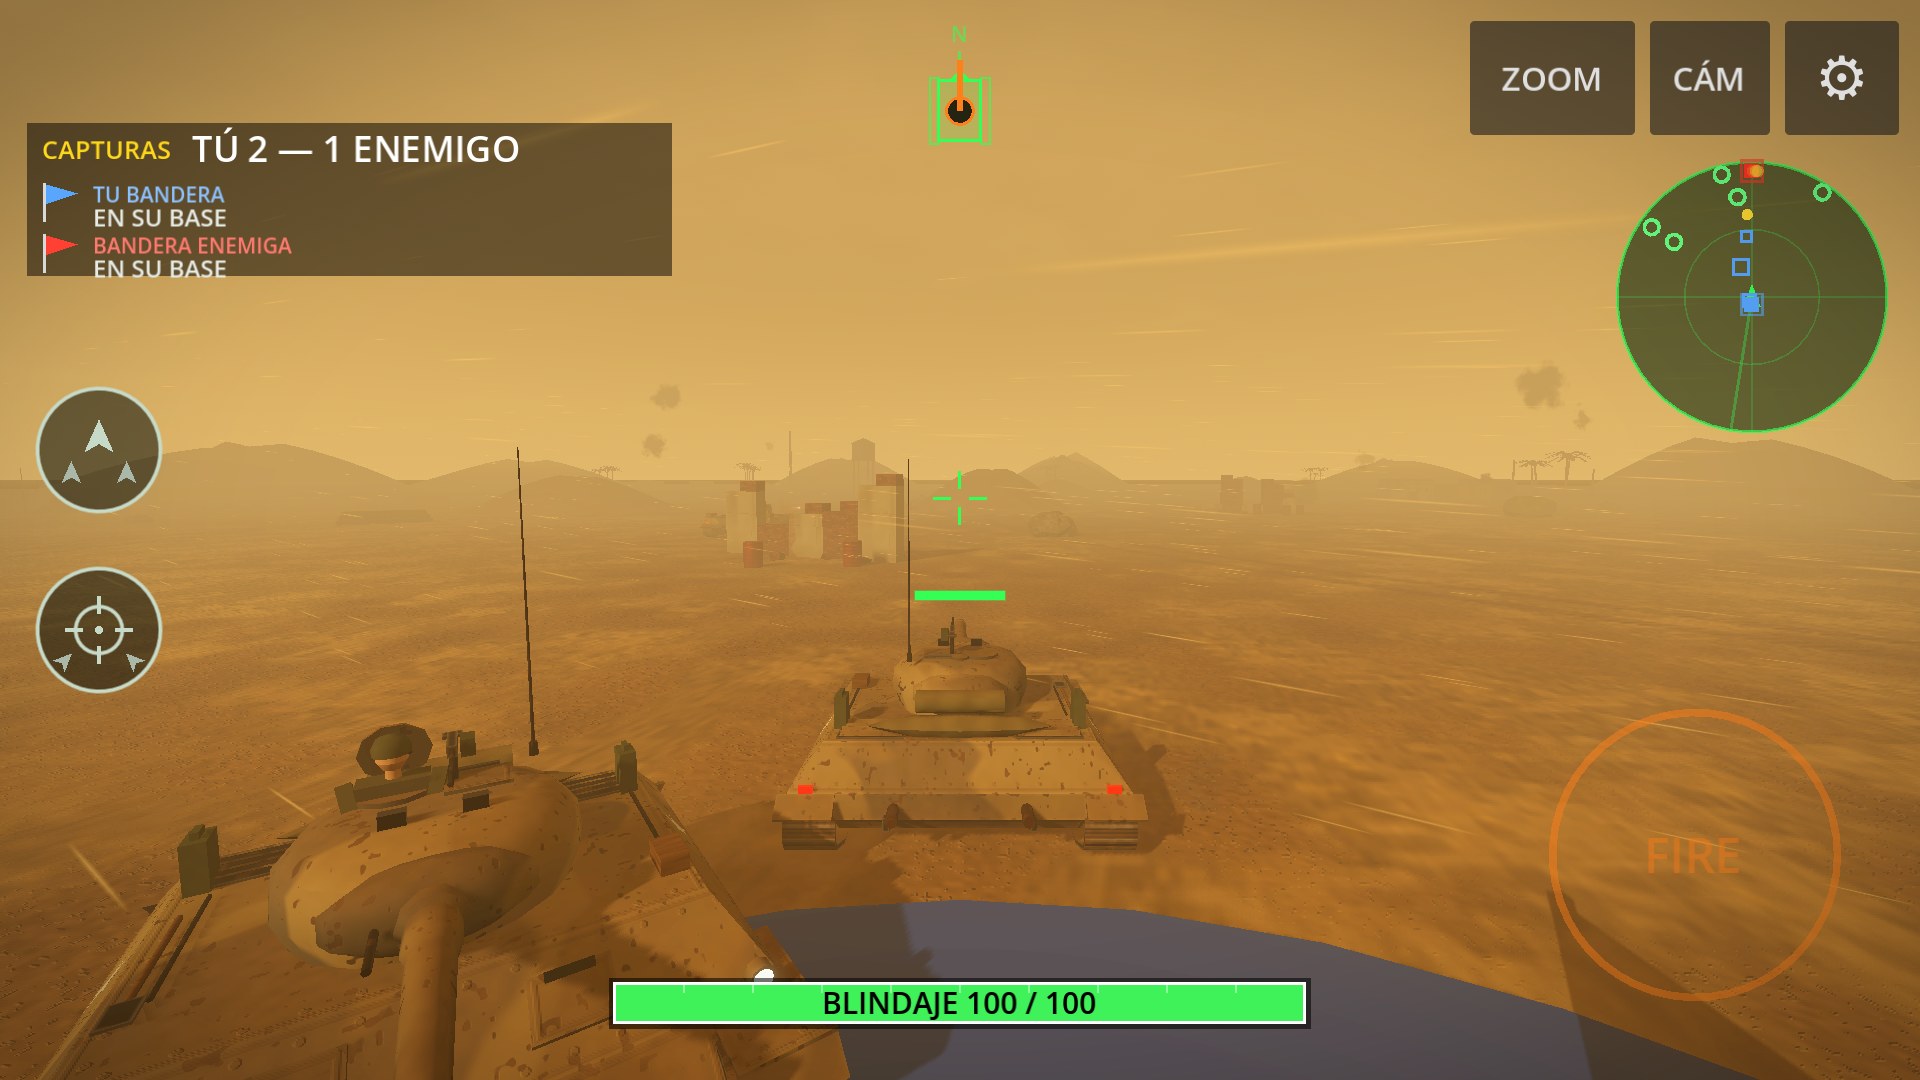 N
ZOOM
CÁM
CAPTURAS TÚ 2 — 1 ENEMIGO
TU BANDERA
EN SU BASE
BANDERA ENEMIGA
EN SU BASE
FIRE
BLINDAJE 100 / 100